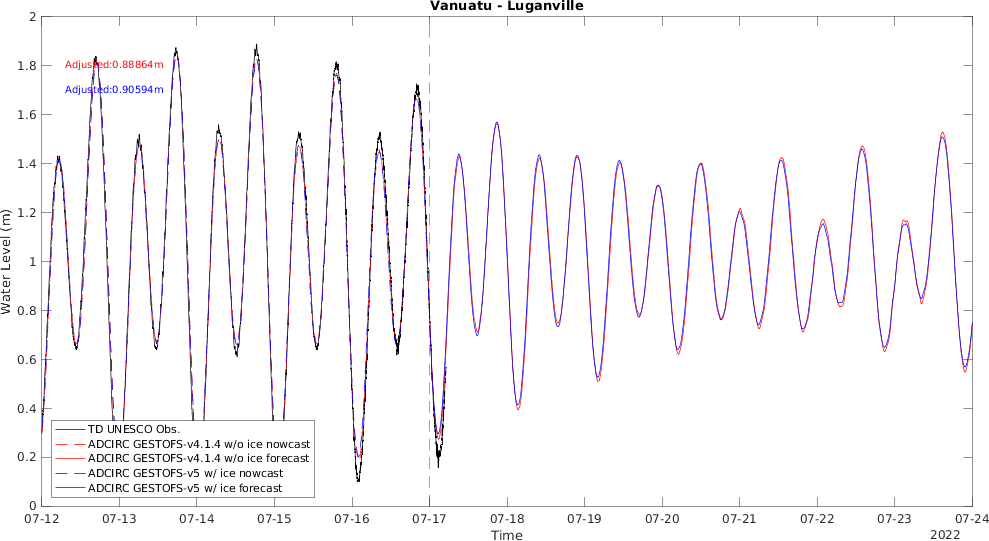 Vanuatu - Luganville
Adjusted:0.88864m
Adjusted:0.90594m
Water Level (m)
2
1.8
1.6
1.4
1.2
1
0.8
0.6
0.4
0.2
0
TD UNESCO Obs.
ADCIRC GESTOFS-v4.1.4 w/o ice nowcast
ADCIRC GESTOFS-v4.1.4 w/o ice forecast
ADCIRC GESTOFS-v5 w/ ice nowcast
ADCIRC GESTOFS-v5 w/ ice forecast
07-12 07-13 07-14 07-15 07-16 07-17 07-18 07-19 07-20 07-21 07-22 07-23 07-24
Time
2022